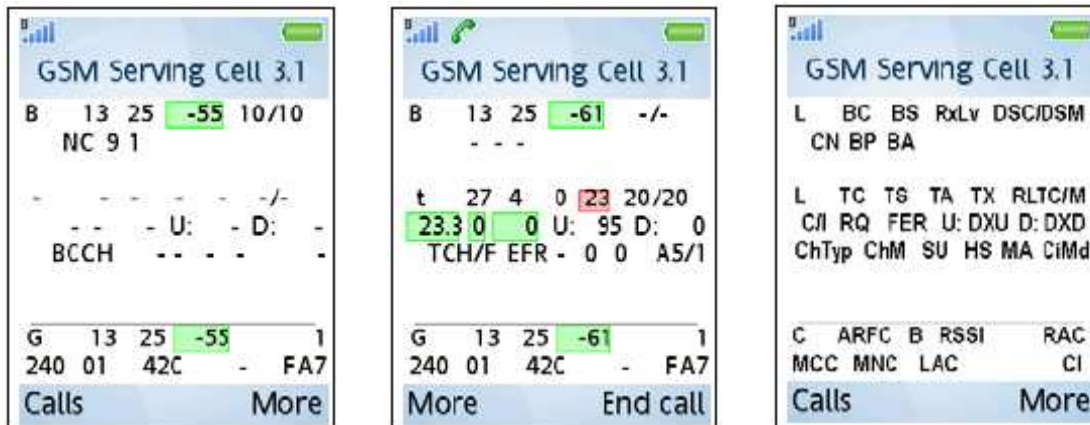 GSM Serving Cell 3.1
B 13 25 -55 10/10
NC 9 1
- - - - - - -/-
- - - U: - D: -
BCCH - - - - -
G 13 25 -55 1
240 01 42C - FA7
Calls More
GSM Serving Cell 3.1
B 13 25 -61 -/-
- - -
t 27 4 0 23 20/20
23.3 0 0 U: 95 D: 0
TCH/F EFR - 0 0 A5/1
G 13 25 -61 1
240 01 42C - FA7
More End call
GSM Serving Cell 3.1
L BC BS RxLv DSC/DSM
CN BP BA
L TC TS TA TX RLTC/M
C/I RQ FER U: DXU D: DXD
ChTyp ChM SU HS MA CiMd
C ARFC B RSSI RAC
MCC MNC LAC CI
Calls More